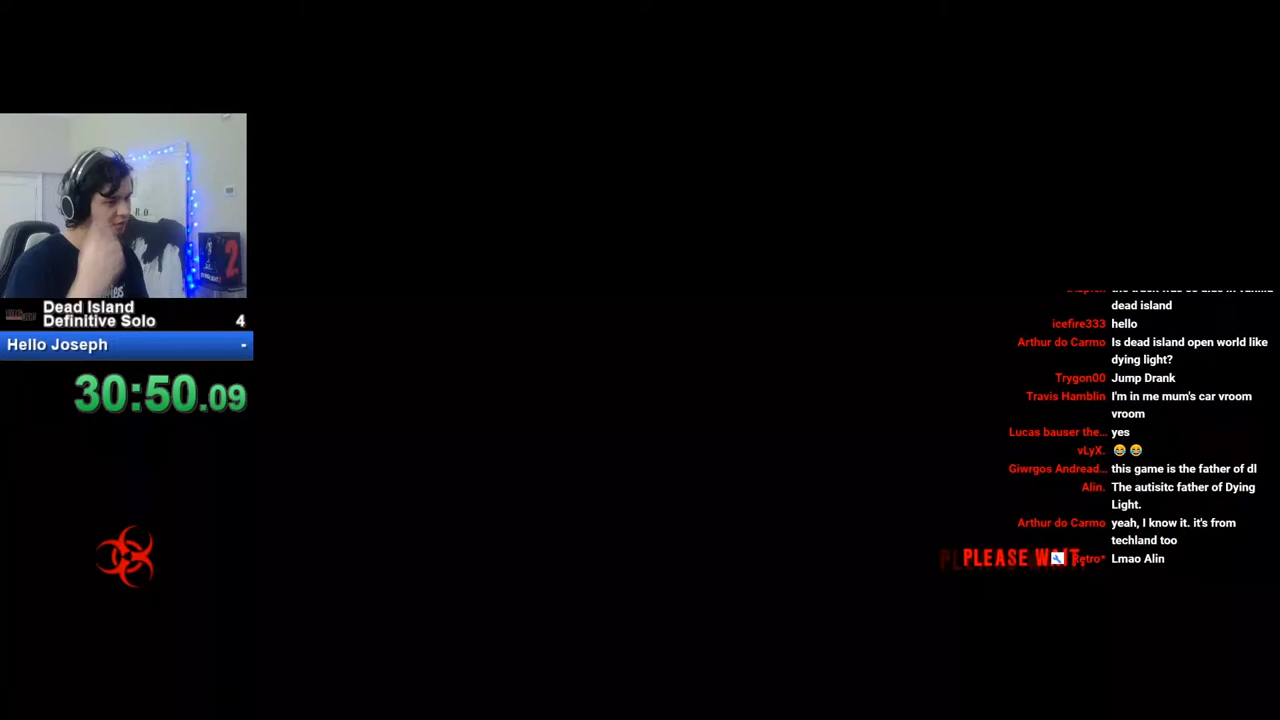 dead island
icefire333 hello
Arthur do Carmo Is dead island open world like
dying light?
Trygon00 Jump Drank
Travis Hamblin I'm in me mum's car vroom
vroom
Lucas bauser the... yes
vLyX. 😂 😂
Giwrgos Andread... this game is the father of dl
Alin. The autisitc father of Dying
Light.
Arthur do Carmo yeah, I know it. it's from
techland too
Retro* Lmao Alin
PLEASE WAIT.
2
Dead Island
Definitive Solo 4
Hello Joseph -
30:50.09